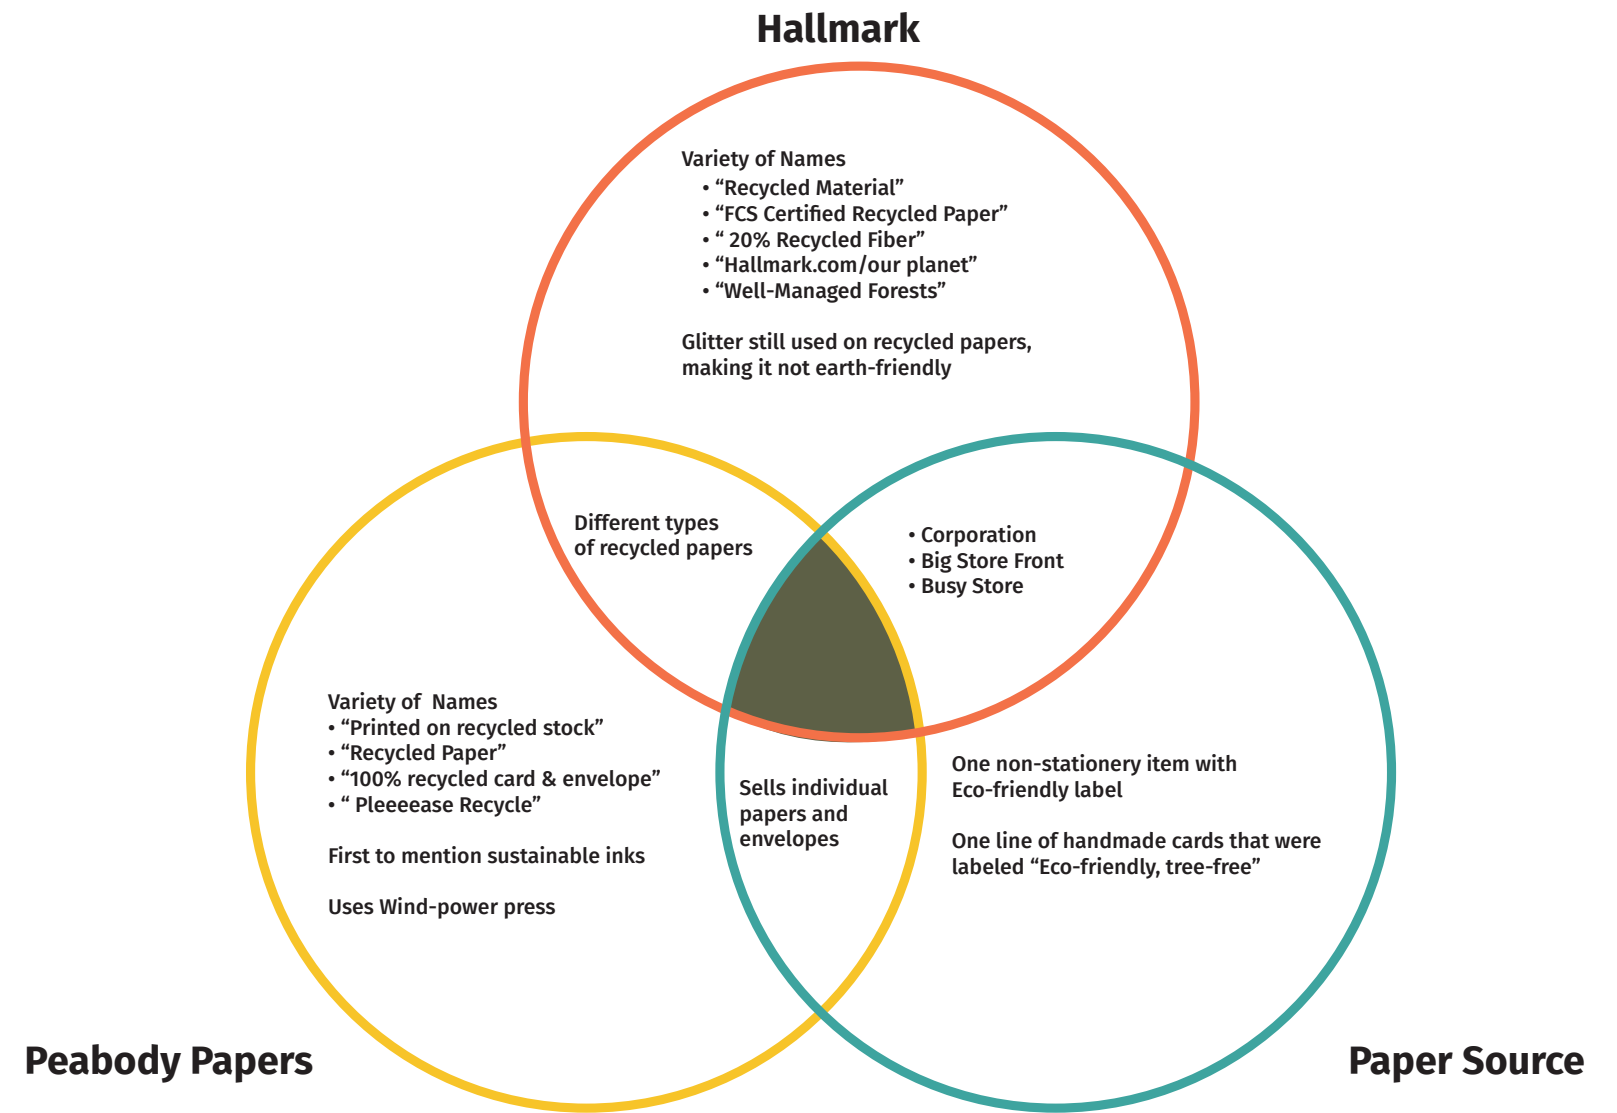 Hallmark
Variety of Names
• “Recycled Material”
• “FCS Certified Recycled Paper”
• “ 20% Recycled Fiber”
• “Hallmark.com/our planet”
• “Well-Managed Forests”
Glitter still used on recycled papers,
making it not earth-friendly
Different types
of recycled papers
• Corporation
• Big Store Front
• Busy Store
Variety of  Names
• “Printed on recycled stock”
• “Recycled Paper”
• “100% recycled card & envelope”
• “ Pleeeease Recycle”
First to mention sustainable inks
Uses Wind-power press
Sells individual
papers and
envelopes
One non-stationery item with
Eco-friendly label
One line of handmade cards that were
labeled “Eco-friendly, tree-free”
Peabody Papers
Paper Source